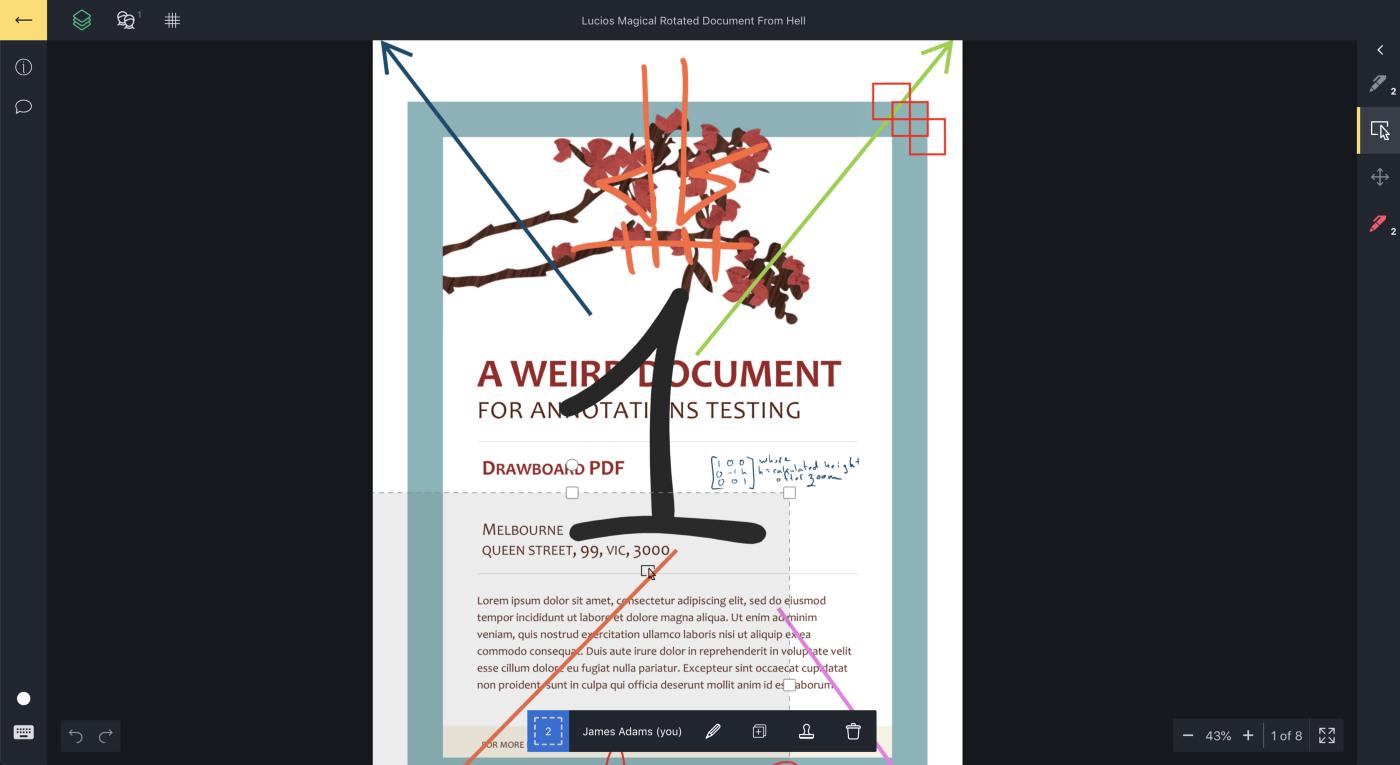 1
Lucios Magical Rotated Document From Hell
2
2
A WEIRD DOCUMENT
FOR ANNOTATIONS TESTING
DRAWBOARD PDF
1 0 0 where
0 -1 h h = calculated height
0 0 1 after zoom
1
MELBOURNE
QUEEN STREET, 99, VIC, 3000
Lorem ipsum dolor sit amet, consectetur adipiscing elit, sed do eiusmod
tempor incididunt ut labore et dolore magna aliqua. Ut enim ad minim
veniam, quis nostrud exercitation ullamco laboris nisi ut aliquip ex ea
commodo consequat. Duis aute irure dolor in reprehenderit in voluptate velit
esse cillum dolore eu fugiat nulla pariatur. Excepteur sint occaecat cupidatat
non proident, sunt in culpa qui officia deserunt mollit anim id est laborum.
FOR MORE
2 James Adams (you)
43% 1 of 8